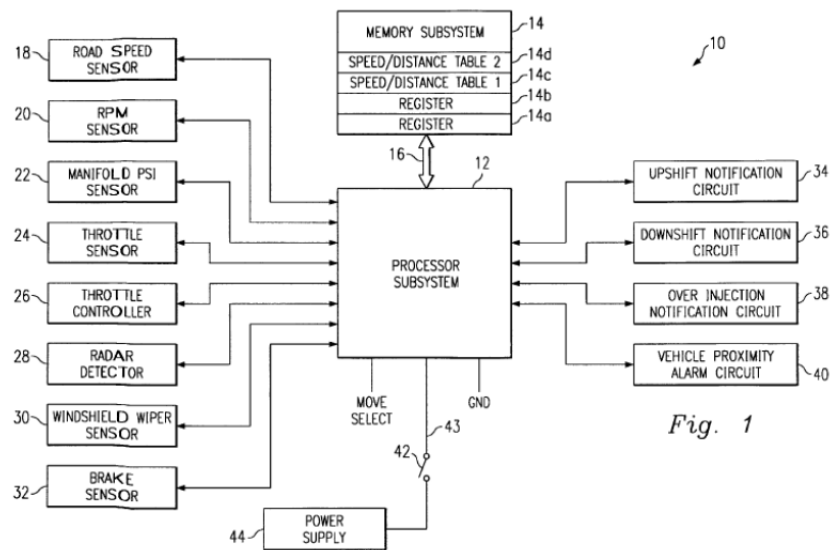 MEMORY SUBSYSTEM
14
SPEED/DISTANCE TABLE 2
14d
SPEED/DISTANCE TABLE 1
14c
REGISTER
14b
REGISTER
14a
10
18
ROAD SPEED
SENSOR
20
RPM
SENSOR
22
MANIFOLD PSI
SENSOR
24
THROTTLE
SENSOR
26
THROTTLE
CONTROLLER
28
RADAR
DETECTOR
30
WINDSHIELD WIPER
SENSOR
32
BRAKE
SENSOR
16
12
PROCESSOR
SUBSYSTEM
MOVE
SELECT
GND
43
42
44
POWER
SUPPLY
UPSHIFT NOTIFICATION
CIRCUIT
34
DOWNSHIFT NOTIFICATION
CIRCUIT
36
OVER INJECTION
NOTIFICATION CIRCUIT
38
VEHICLE PROXIMITY
ALARM CIRCUIT
40
Fig. 1